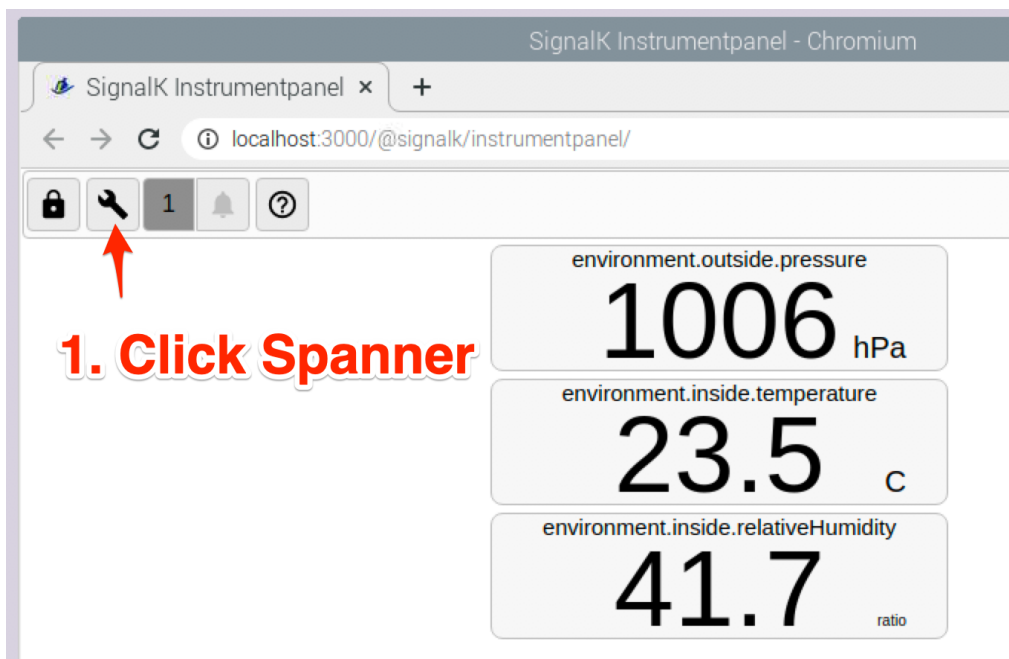 SignalK Instrumentpanel - Chromium
SignalK Instrumentpanel × +
localhost:3000/@signalk/instrumentpanel/
1
environment.outside.pressure
1006 hPa
1. Click Spanner
environment.inside.temperature
23.5 C
environment.inside.relativeHumidity
41.7 ratio